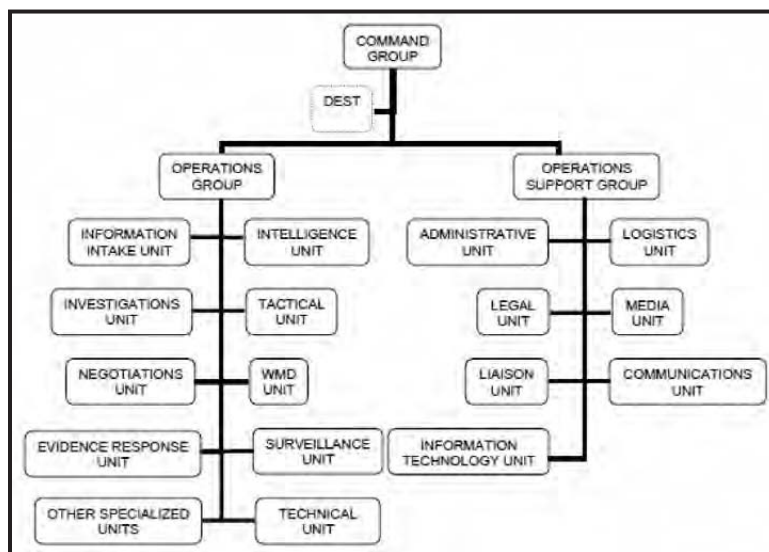 COMMAND
GROUP
DEST
OPERATIONS
GROUP
OPERATIONS
SUPPORT GROUP
INFORMATION
INTAKE UNIT
INTELLIGENCE
UNIT
ADMINISTRATIVE
UNIT
LOGISTICS
UNIT
INVESTIGATIONS
UNIT
TACTICAL
UNIT
LEGAL
UNIT
MEDIA
UNIT
NEGOTIATIONS
UNIT
WMD
UNIT
LIAISON
UNIT
COMMUNICATIONS
UNIT
EVIDENCE RESPONSE
UNIT
SURVEILLANCE
UNIT
INFORMATION
TECHNOLOGY UNIT
OTHER SPECIALIZED
UNITS
TECHNICAL
UNIT